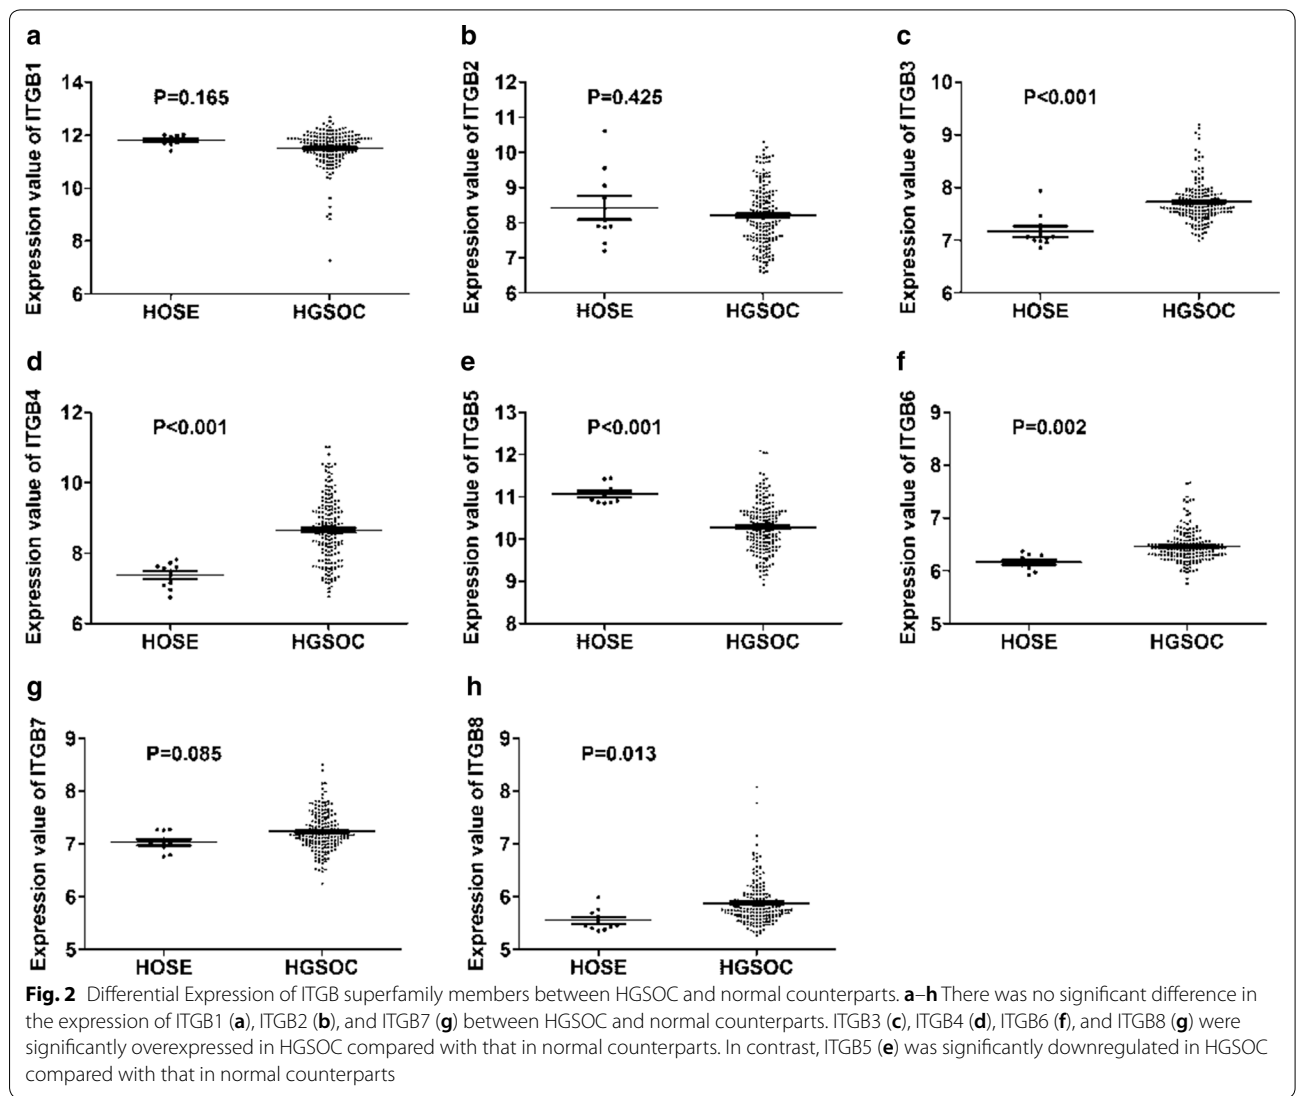 a
b
c
Expression value of ITGB1
14
12
10
8
6
P=0.165
HOSE
HGSOC
Expression value of ITGB2
12
11
10
9
8
7
6
P=0.425
HOSE
HGSOC
Expression value of ITGB3
10
9
8
7
6
P<0.001
HOSE
HGSOC
d
e
f
Expression value of ITGB4
12
10
8
6
P<0.001
HOSE
HGSOC
Expression value of ITGB5
13
12
11
10
9
8
P<0.001
HOSE
HGSOC
Expression value of ITGB6
9
8
7
6
5
P=0.002
HOSE
HGSOC
g
h
Expression value of ITGB7
9
8
7
6
5
P=0.085
HOSE
HGSOC
Expression value of ITGB8
9
8
7
6
5
P=0.013
HOSE
HGSOC
Fig. 2 Differential Expression of ITGB superfamily members between HGSOC and normal counterparts. a–h There was no significant difference in
the expression of ITGB1 (a), ITGB2 (b), and ITGB7 (g) between HGSOC and normal counterparts. ITGB3 (c), ITGB4 (d), ITGB6 (f), and ITGB8 (g) were
significantly overexpressed in HGSOC compared with that in normal counterparts. In contrast, ITGB5 (e) was significantly downregulated in HGSOC
compared with that in normal counterparts